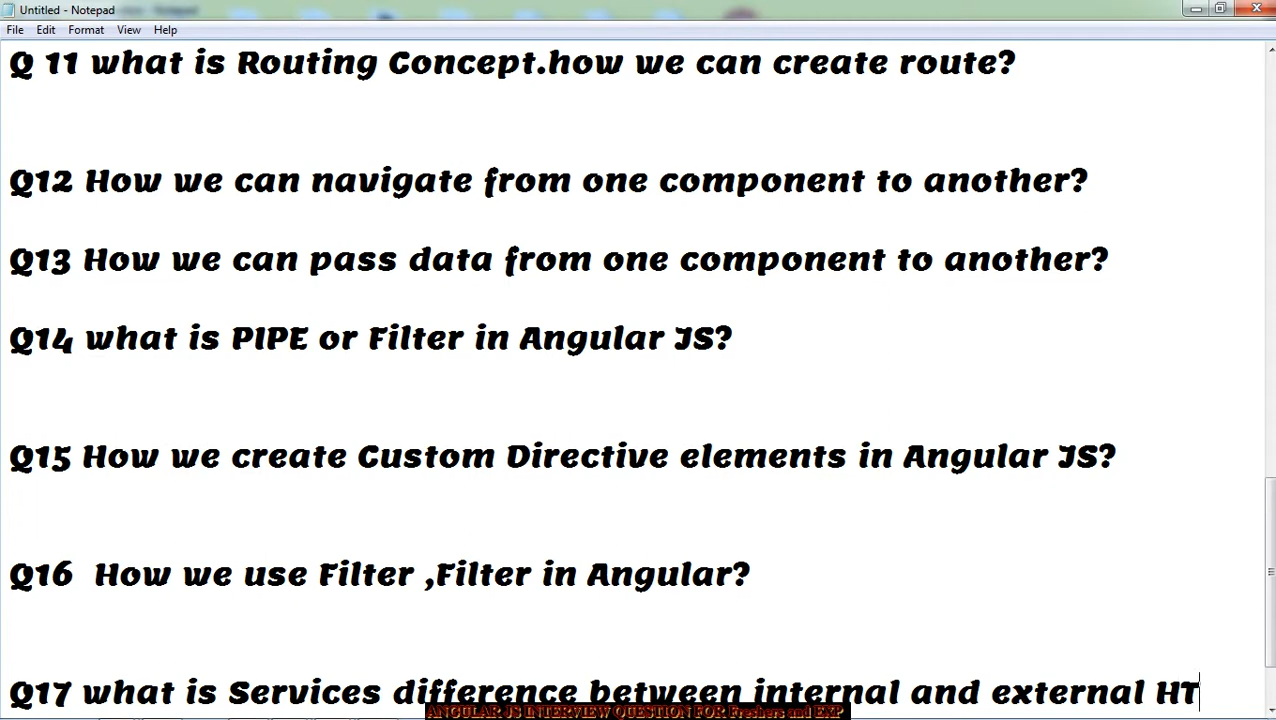 Untitled - Notepad
File Edit Format View Help
Q 11 what is Routing Concept.how we can create route?
Q12 How we can navigate from one component to another?
Q13 How we can pass data from one component to another?
Q14 what is PIPE or Filter in Angular JS?
Q15 How we create Custom Directive elements in Angular JS?
Q16  How we use Filter ,Filter in Angular?
Q17 what is Services difference between internal and external HT
ANGULAR JS INTERVIEW QUESTION FOR Freshers and EXP